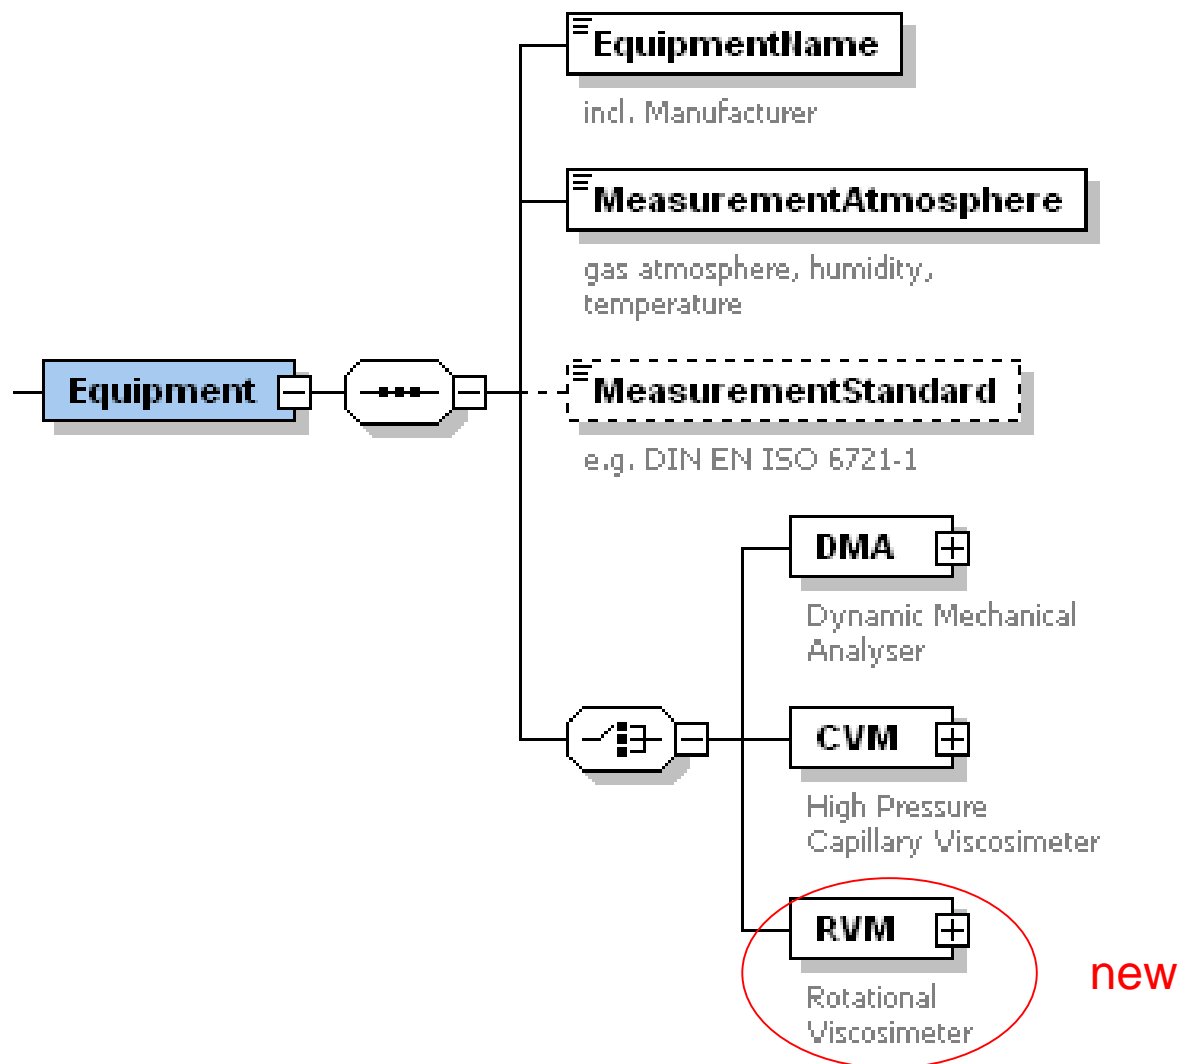 EquipmentName
incl. Manufacturer
MeasurementAtmosphere
gas atmosphere, humidity,
temperature
Equipment
MeasurementStandard
e.g. DIN EN ISO 6721-1
DMA
Dynamic Mechanical
Analyser
CVM
High Pressure
Capillary Viscosimeter
RVM
new
Rotational
Viscosimeter